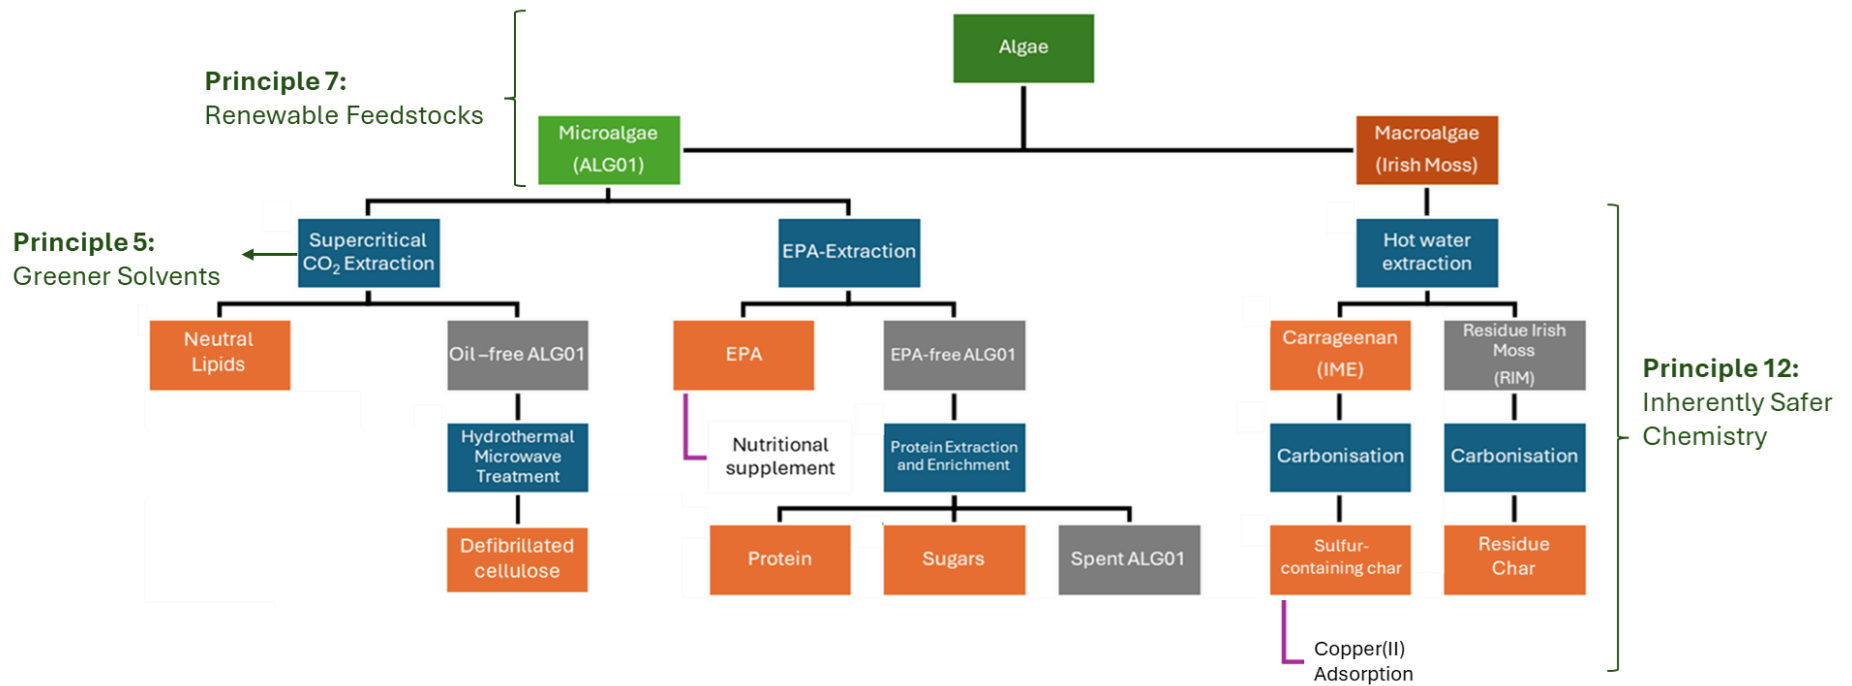 Algae
Principle 7:
Renewable Feedstocks
Microalgae
(ALG01)
Macroalgae
(Irish Moss)
Principle 5:
Greener Solvents
Supercritical
CO₂ Extraction
EPA-Extraction
Hot water
extraction
Neutral
Lipids
Oil –free ALG01
EPA
EPA-free ALG01
Carrageenan
(IME)
Residue Irish
Moss
(RIM)
Principle 12:
Inherently Safer
Chemistry
Hydrothermal
Microwave
Treatment
Nutritional
supplement
Protein Extraction
and Enrichment
Carbonisation
Carbonisation
Defibrillated
cellulose
Protein
Sugars
Spent ALG01
Sulfur-
containing char
Residue
Char
Copper(II)
Adsorption